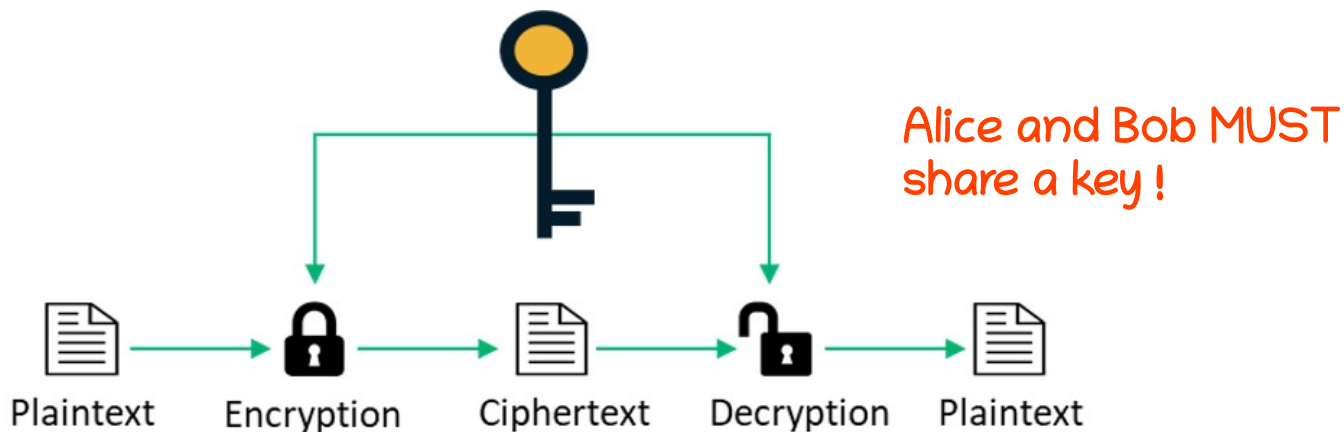 Alice and Bob MUST
share a key !
Plaintext
Encryption
Ciphertext
Decryption
Plaintext